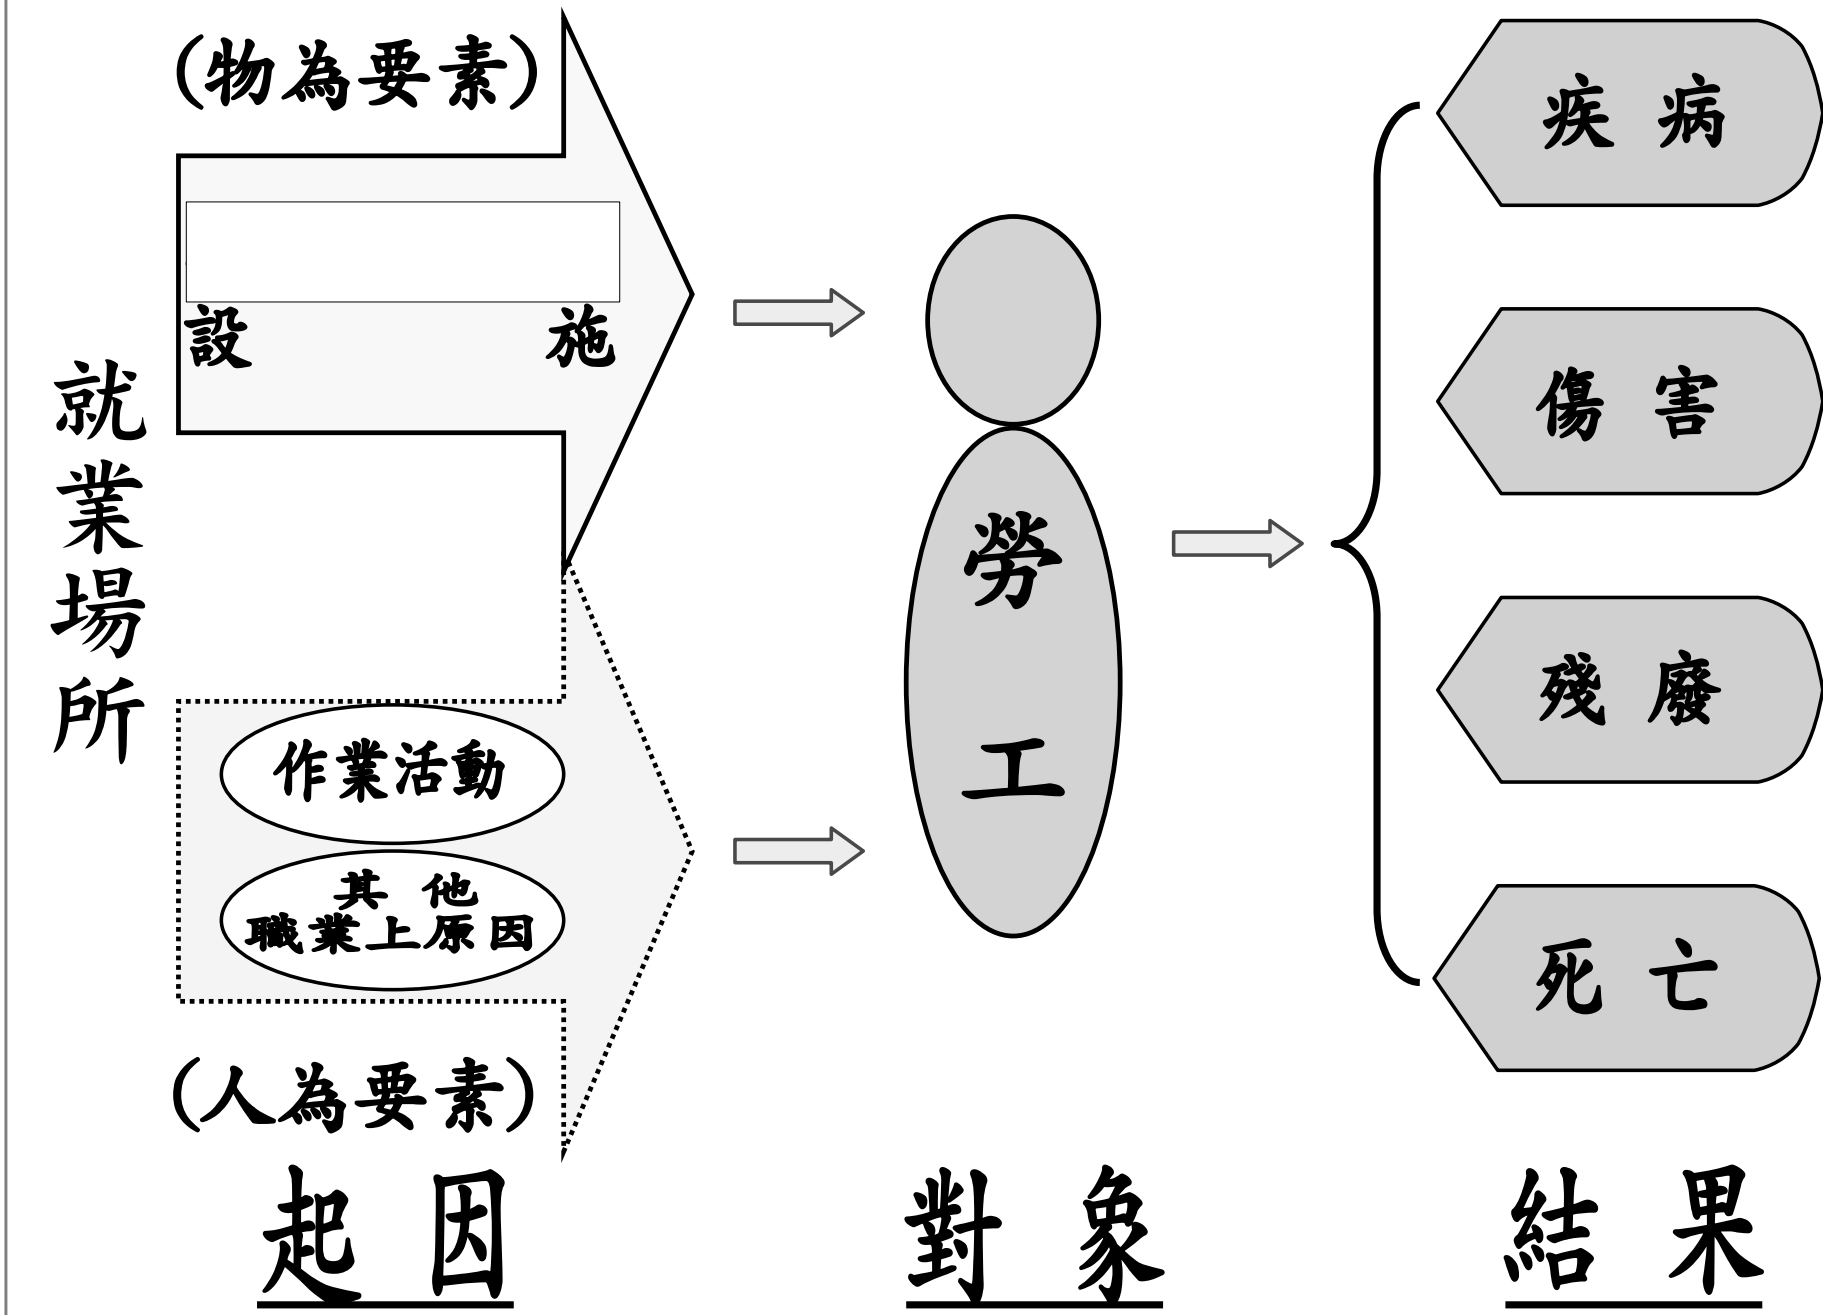 (物為要素)
設 施
就業場所
作業活動
其 他
職業上原因
(人為要素)
起 因
勞
工
對 象
疾 病
傷 害
殘 廢
死 亡
結 果